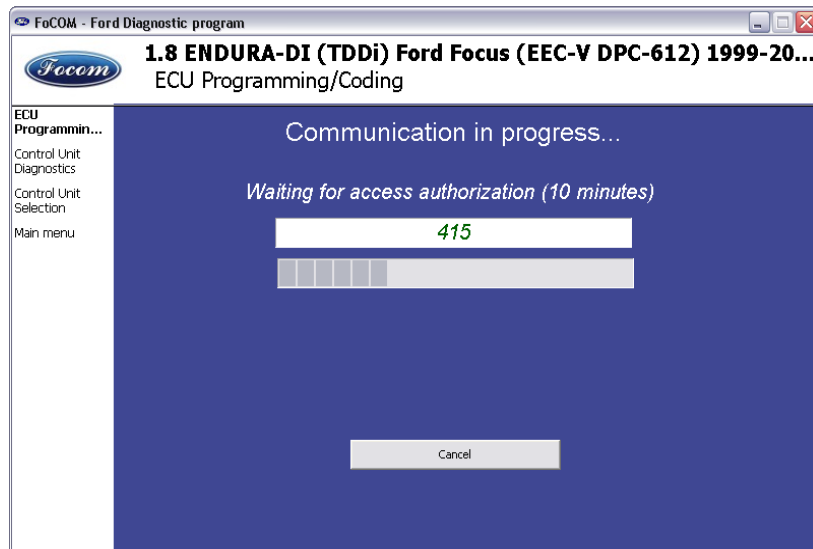 FoCOM - Ford Diagnostic program
Focom
1.8 ENDURA-DI (TDDi) Ford Focus (EEC-V DPC-612) 1999-20...
ECU Programming/Coding
ECU
Programmin...
Control Unit
Diagnostics
Control Unit
Selection
Main menu
Communication in progress...
Waiting for access authorization (10 minutes)
415
Cancel